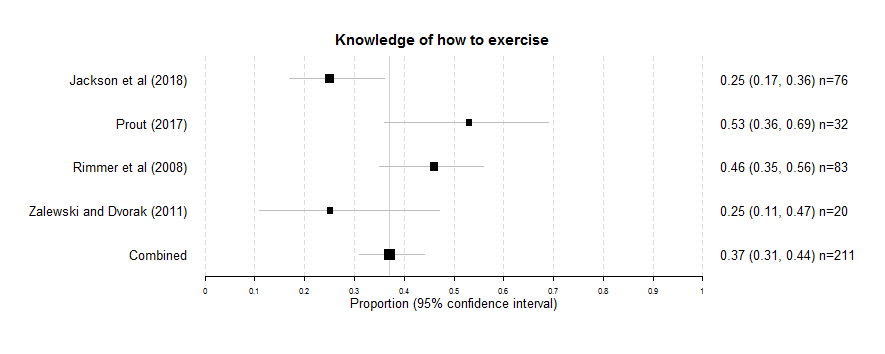 Knowledge of how to exercise
Jackson et al (2018) 0.25 (0.17, 0.36) n=76
Prout (2017) 0.53 (0.36, 0.69) n=32
Rimmer et al (2008) 0.46 (0.35, 0.56) n=83
Zalewski and Dvorak (2011) 0.25 (0.11, 0.47) n=20
Combined 0.37 (0.31, 0.44) n=211
0 0.1 0.2 0.3 0.4 0.5 0.6 0.7 0.8 0.9 1
Proportion (95% confidence interval)